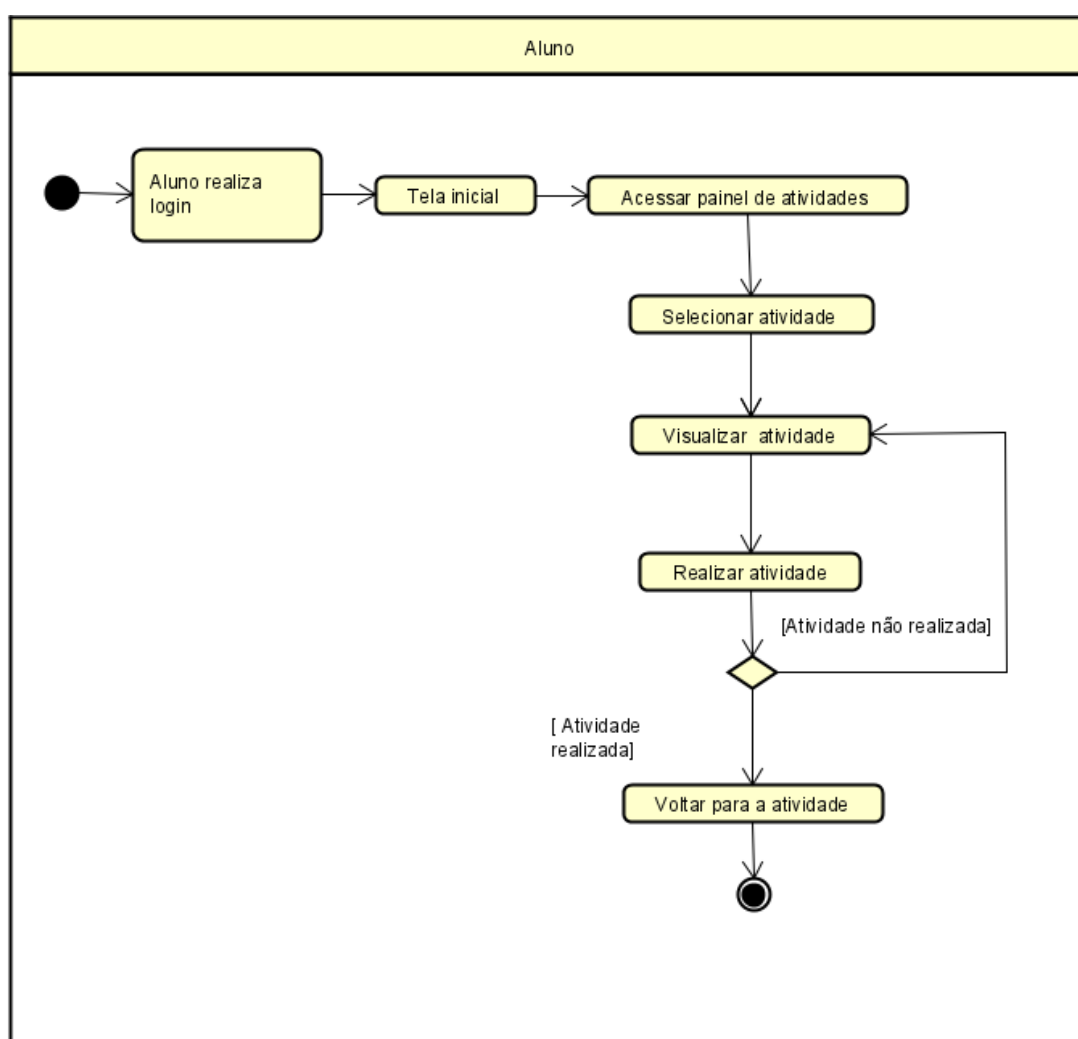 Aluno
Aluno realiza
login
Tela inicial
Acessar painel de atividades
Selecionar atividade
Visualizar  atividade
Realizar atividade
[Atividade não realizada]
[ Atividade
realizada]
Voltar para a atividade